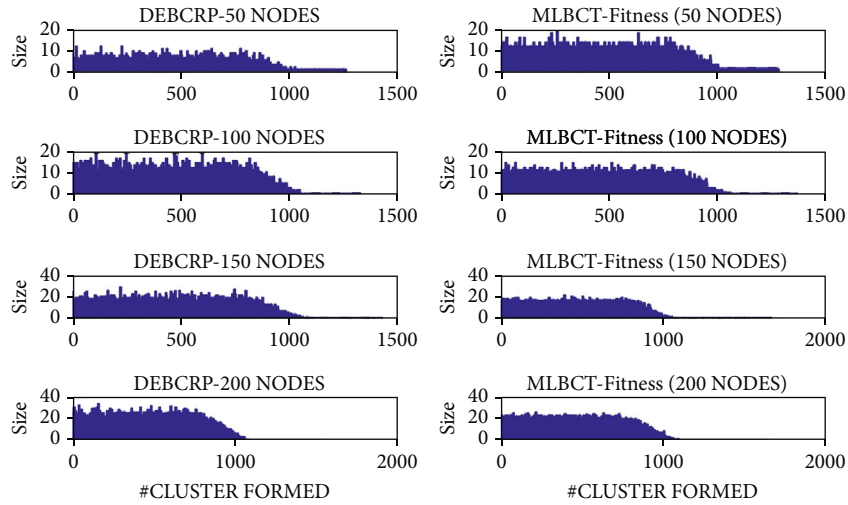 DEBCRP-50 NODES
Size
20
10
0
0 500 1000 1500
MLBCT-Fitness (50 NODES)
Size
20
10
0
0 500 1000 1500
DEBCRP-100 NODES
Size
20
10
0
0 500 1000 1500
MLBCT-Fitness (100 NODES)
Size
20
10
0
0 500 1000 1500
DEBCRP-150 NODES
Size
40
20
0
0 500 1000 1500
MLBCT-Fitness (150 NODES)
Size
40
20
0
0 1000 2000
DEBCRP-200 NODES
Size
40
20
0
0 1000 2000
#CLUSTER FORMED
MLBCT-Fitness (200 NODES)
Size
40
20
0
0 1000 2000
#CLUSTER FORMED